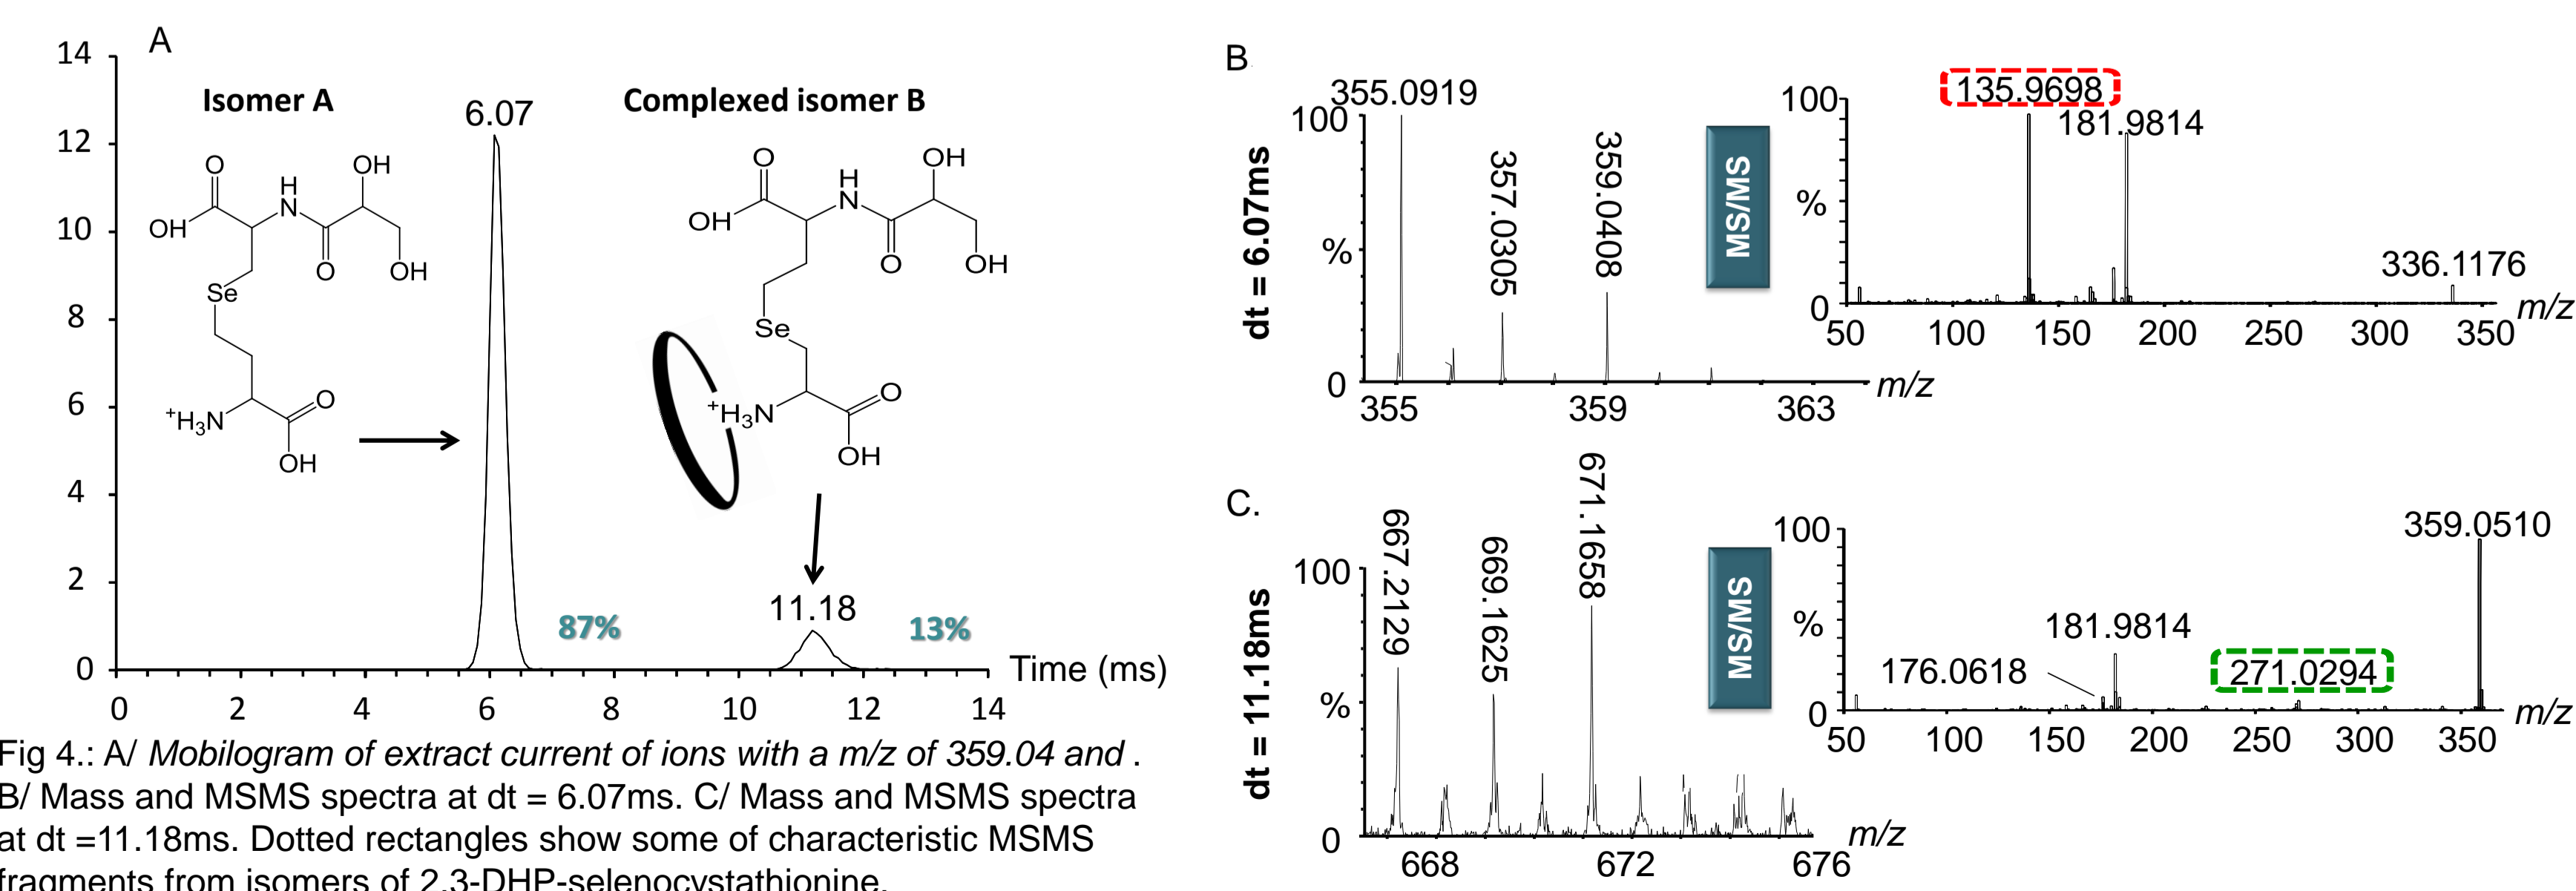 A
14
12
10
8
6
4
2
0
0 2 4 6 8 10 12 14
Time (ms)
Isomer A
6.07
Complexed isomer B
O
OH
H
N
OH
O
OH
Se
+H3N
O
OH
O
OH
H
N
OH
O
OH
Se
+H3N
O
OH
11.18
87%
13%
Fig 4.: A/ Mobilogram of extract current of ions with a m/z of 359.04 and .
B/ Mass and MSMS spectra at dt = 6.07ms. C/ Mass and MSMS spectra
at dt =11.18ms. Dotted rectangles show some of characteristic MSMS
fragments from isomers of 2,3-DHP-selenocystathionine.
B
dt = 6.07ms
355.0919
100
357.0305
359.0408
%
0
355 359 363
m/z
MS/MS
100
135.9698
181.9814
%
336.1176
0
50 100 150 200 250 300 350
m/z
C.
dt = 11.18ms
100
667.2129
669.1625
671.1658
%
0
668 672 676
m/z
MS/MS
100
359.0510
%
181.9814
176.0618
271.0294
0
50 100 150 200 250 300 350
m/z